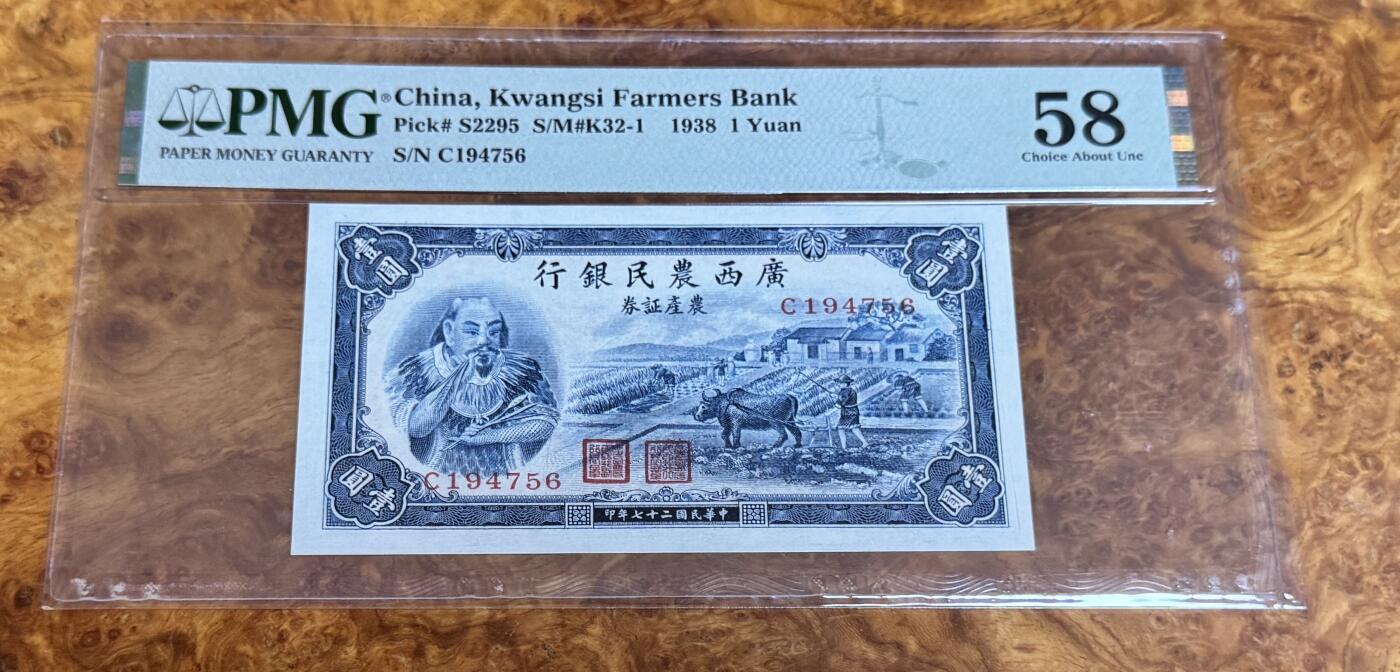 PMG® China, Kwangsi Farmers Bank
Pick# S2295 S/M#K32-1 1938 1 Yuan
PAPER MONEY GUARANTY S/N C194756
58
Choice About Unc
壹圓
壹圓
行銀民農西廣
券証產農
C194756
C194756
圓壹
壹圓
印年七十二國民華中